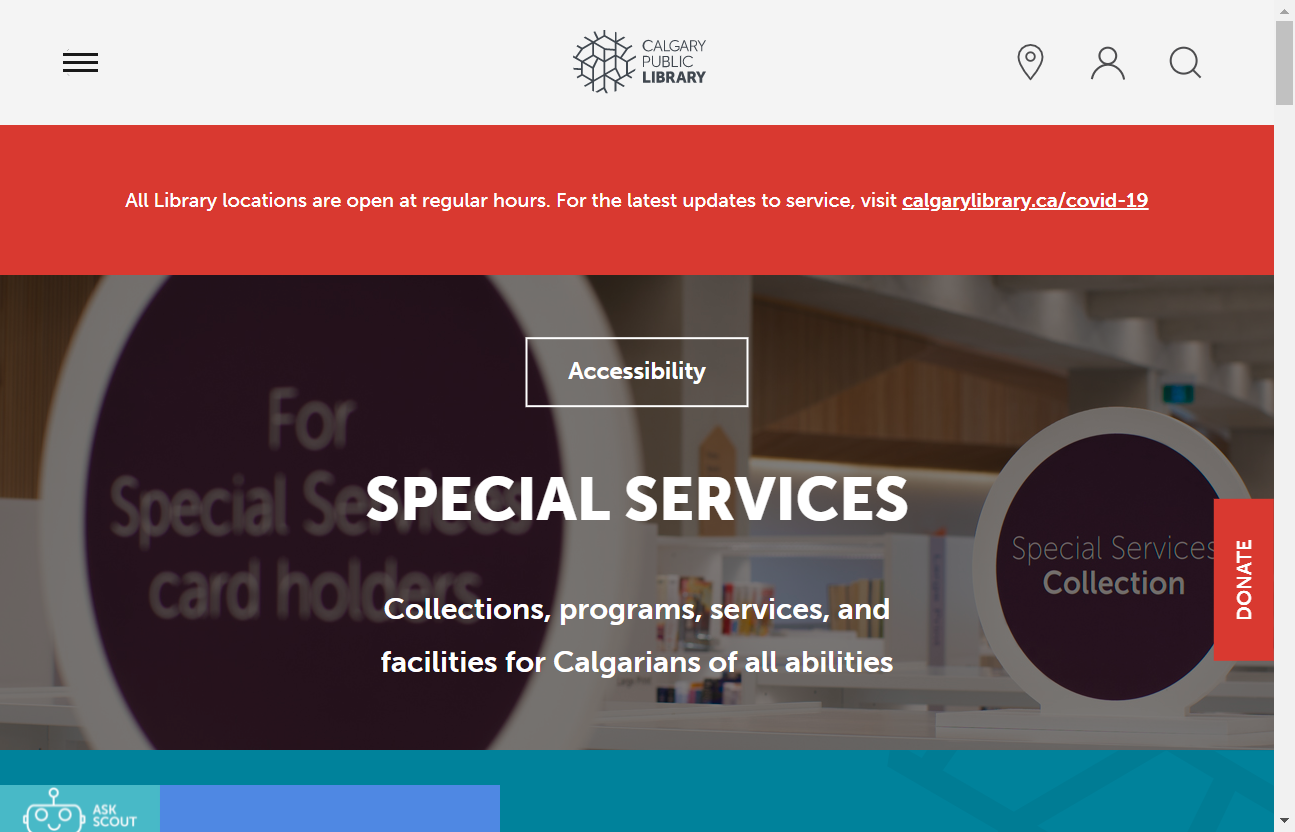 CALGARY
PUBLIC
LIBRARY
All Library locations are open at regular hours. For the latest updates to service, visit calgarylibrary.ca/covid-19
Accessibility
For
Special Services
card holders
SPECIAL SERVICES
Special Services
Collection
DONATE
Collections, programs, services, and
facilities for Calgarians of all abilities
ASK
SCOUT